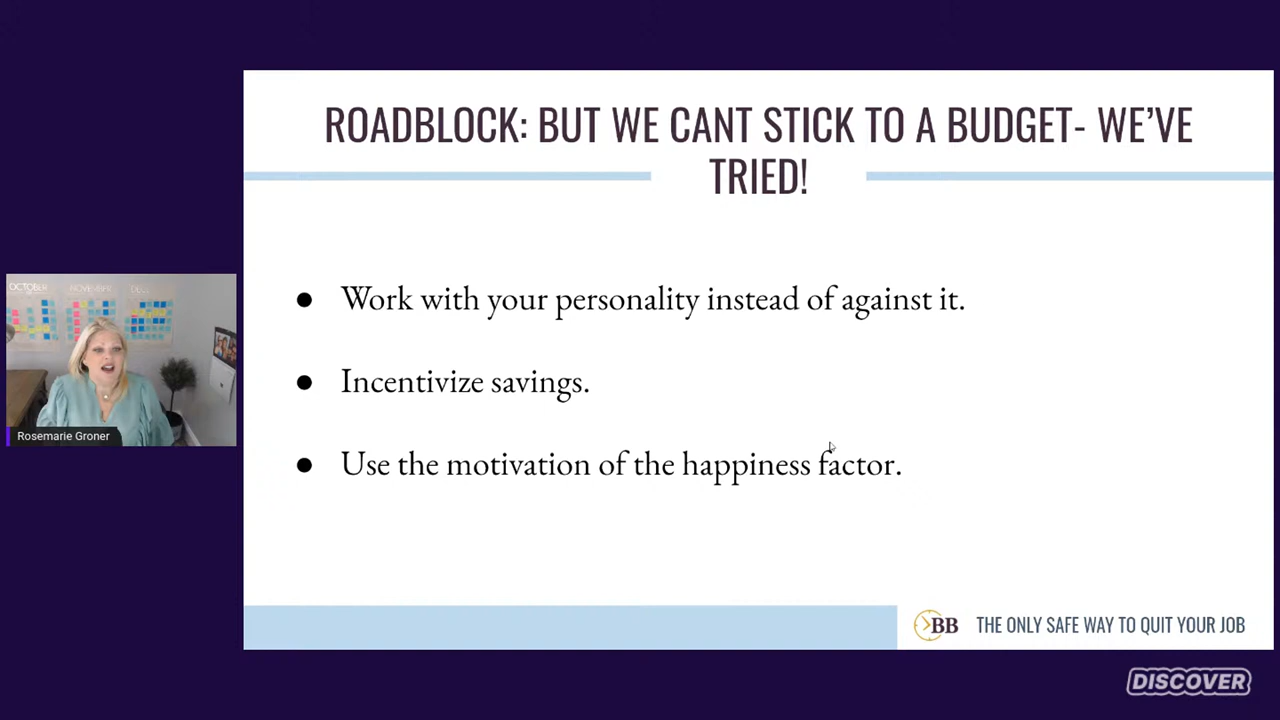 ROADBLOCK: BUT WE CANT STICK TO A BUDGET- WE’VE
TRIED!
● Work with your personality instead of against it.
● Incentivize savings.
● Use the motivation of the happiness factor.
OCTOBER
NOVEMBER
Rosemarie Groner
BB
THE ONLY SAFE WAY TO QUIT YOUR JOB
DISCOVER